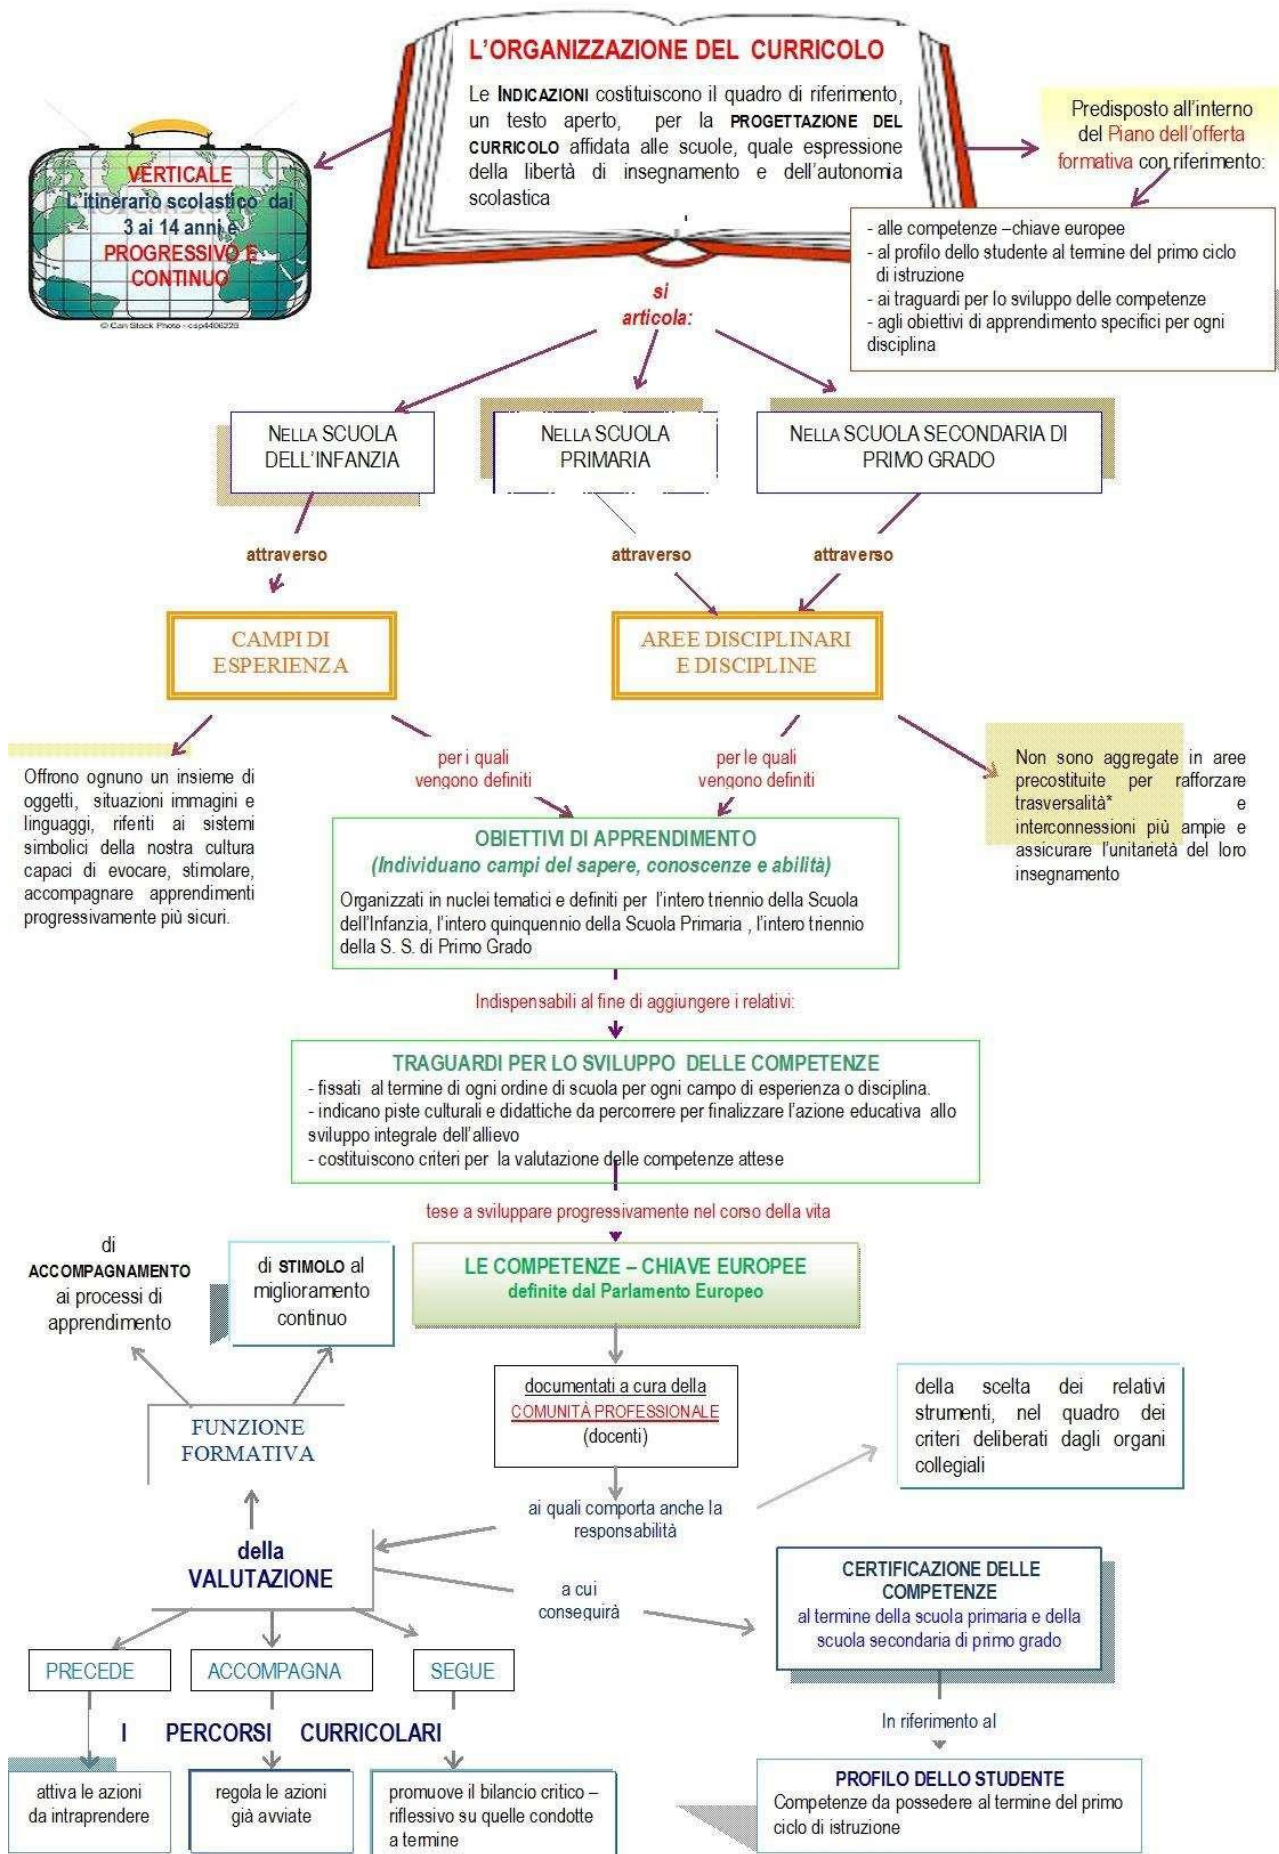 L'ORGANIZZAZIONE DEL CURRICOLO
Le INDICAZIONI costituiscono il quadro di riferimento,
un testo aperto, per la PROGETTAZIONE DEL
CURRICOLO affidata alle scuole, quale espressione
della libertà di insegnamento e dell'autonomia
scolastica
VERTICALE
L'itinerario scolastico dai
3 ai 14 anni è
PROGRESSIVO E
CONTINUO
© Can Stock Photo - csp4406226
Predisposto all'interno
del Piano dell'offerta
formativa con riferimento:
- alle competenze –chiave europee
- al profilo dello studente al termine del primo ciclo
di istruzione
- ai traguardi per lo sviluppo delle competenze
- agli obiettivi di apprendimento specifici per ogni
disciplina
si
articola:
NELLA SCUOLA
DELL'INFANZIA
NELLA SCUOLA
PRIMARIA
NELLA SCUOLA SECONDARIA DI
PRIMO GRADO
attraverso
attraverso
attraverso
CAMPI DI
ESPERIENZA
AREE DISCIPLINARI
E DISCIPLINE
Offrono ognuno un insieme di
oggetti, situazioni immagini e
linguaggi, riferiti ai sistemi
simbolici della nostra cultura
capaci di evocare, stimolare,
accompagnare apprendimenti
progressivamente più sicuri.
per i quali
vengono definiti
per le quali
vengono definiti
Non sono aggregate in aree
precostituite per rafforzare
trasversalità* e
interconnessioni più ampie e
assicurare l'unitarietà del loro
insegnamento
OBIETTIVI DI APPRENDIMENTO
(Individuano campi del sapere, conoscenze e abilità)
Organizzati in nuclei tematici e definiti per l'intero triennio della Scuola
dell'Infanzia, l'intero quinquennio della Scuola Primaria , l'intero triennio
della S. S. di Primo Grado
Indispensabili al fine di aggiungere i relativi:
TRAGUARDI PER LO SVILUPPO DELLE COMPETENZE
- fissati al termine di ogni ordine di scuola per ogni campo di esperienza o disciplina.
- indicano piste culturali e didattiche da percorrere per finalizzare l'azione educativa allo
sviluppo integrale dell'allievo
- costituiscono criteri per la valutazione delle competenze attese
tese a sviluppare progressivamente nel corso della vita
di
ACCOMPAGNAMENTO
ai processi di
apprendimento
di STIMOLO al
miglioramento
continuo
LE COMPETENZE – CHIAVE EUROPEE
definite dal Parlamento Europeo
documentati a cura della
COMUNITÀ PROFESSIONALE
(docenti)
della scelta dei relativi
strumenti, nel quadro dei
criteri deliberati dagli organi
collegiali
FUNZIONE
FORMATIVA
ai quali comporta anche la
responsabilità
della
VALUTAZIONE
a cui
conseguirà
CERTIFICAZIONE DELLE
COMPETENZE
al termine della scuola primaria e della
scuola secondaria di primo grado
PRECEDE
ACCOMPAGNA
SEGUE
In riferimento al
I PERCORSI CURRICOLARI
attiva le azioni
da intraprendere
regola le azioni
già avviate
promuove il bilancio critico –
riflessivo su quelle condotte
a termine
PROFILO DELLO STUDENTE
Competenze da possedere al termine del primo
ciclo di istruzione